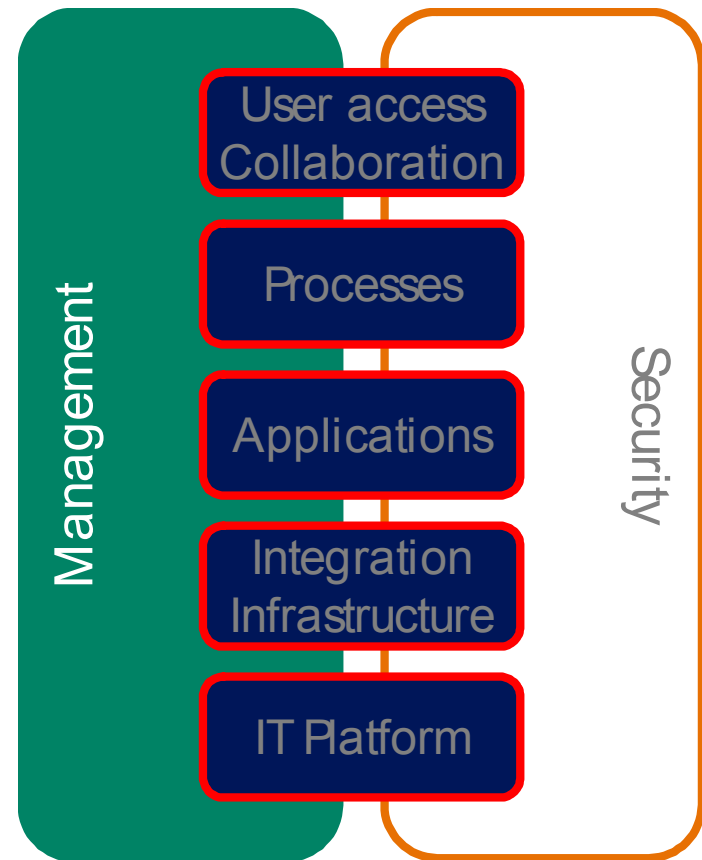 Management
User access
Collaboration
Processes
Applications
Integration
Infrastructure
IT Platform
Security